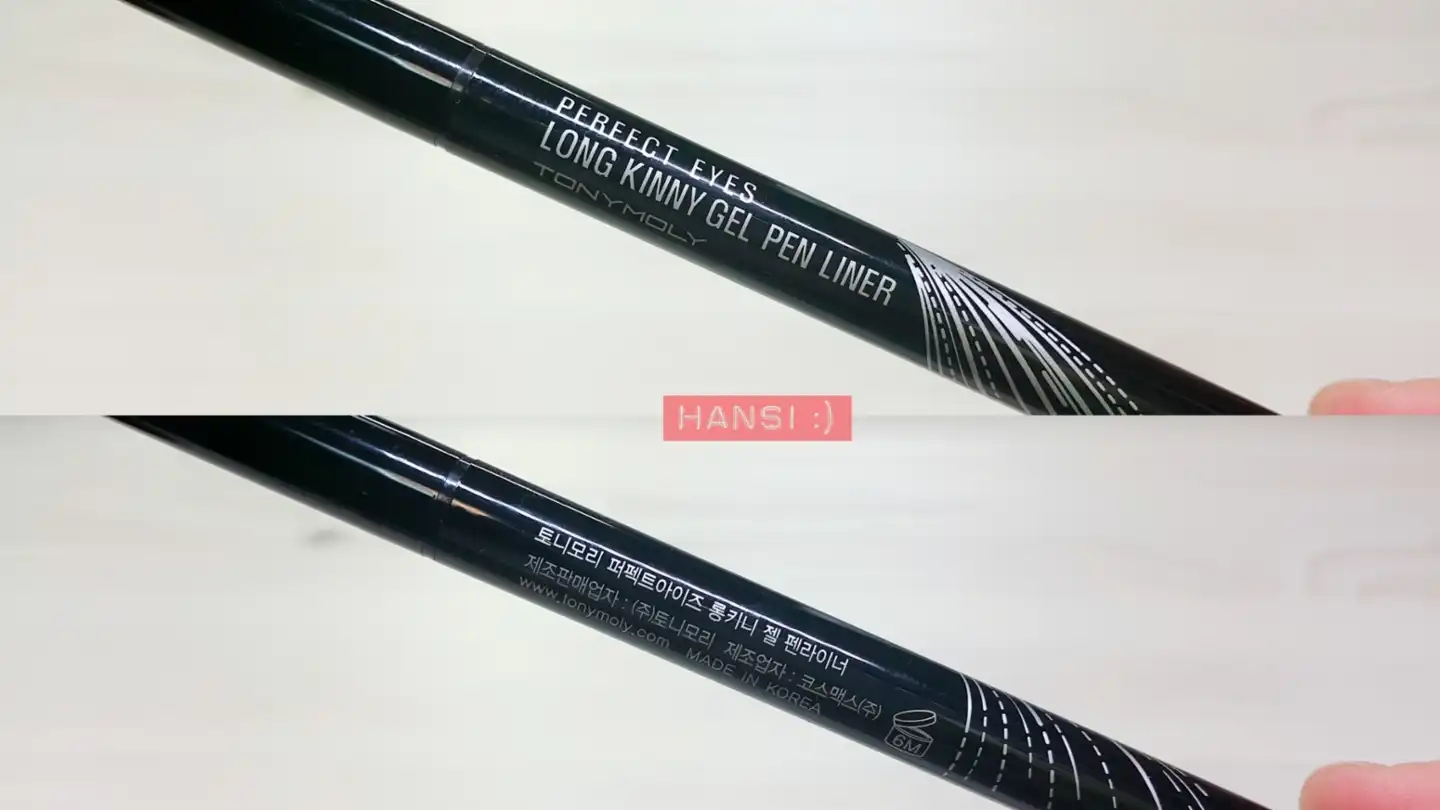 PERFECT EYES
LONG KINNY GEL PEN LINER
TONYMOLY
HANSI :)
토니모리 퍼펙트아이즈 롱키니 젤 펜라이너
제조판매업자 : (주)토니모리 제조업자 : 코스맥스(주)
www.tonymoly.com MADE IN KOREA
6M